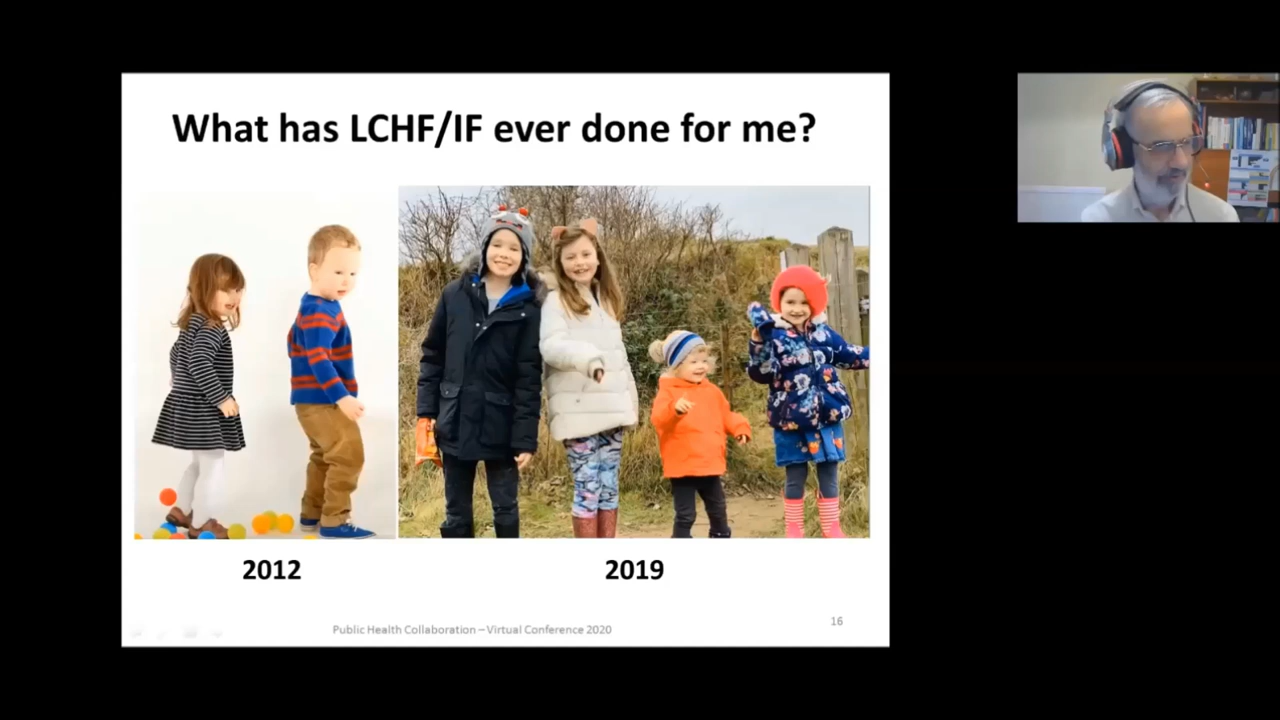 What has LCHF/IF ever done for me?
2012
2019
Public Health Collaboration – Virtual Conference 2020
16